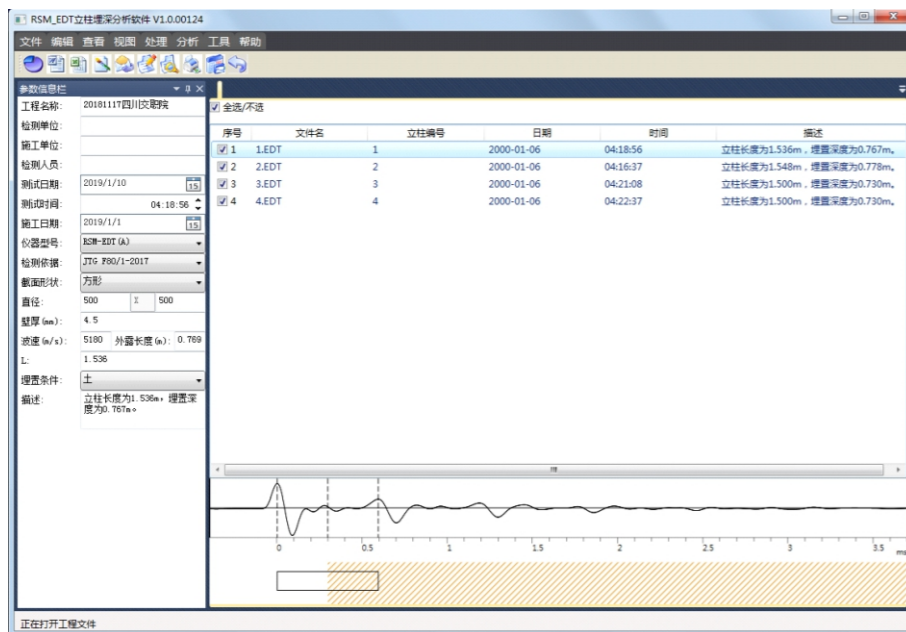 RSM_EDT立柱埋深分析软件 V1.0.00124
文件 编辑 查看 视图 处理 分析 工具 帮助
参数信息栏
工程名称: 20181117四川交职院
检测单位:
施工单位:
检测人员:
测试日期: 2019/1/10 15
测试时间: 04:18:56
施工日期: 2019/1/1 15
仪器型号: RSM-EDT(A)
检测依据: JTG F80/1-2017
截面形状: 方形
直径: 500 X 500
壁厚(mm): 4.5
波速(m/s): 5180 外露长度(m): 0.769
L: 1.536
埋置条件: 土
描述: 立柱长度为1.536m，埋置深
度为0.767m。
全选/不选
序号 文件名 立柱编号 日期 时间 描述
1 1.EDT 1 2000-01-06 04:18:56 立柱长度为1.536m，埋置深度为0.767m。
2 2.EDT 2 2000-01-06 04:16:37 立柱长度为1.548m，埋置深度为0.778m。
3 3.EDT 3 2000-01-06 04:21:08 立柱长度为1.500m，埋置深度为0.730m。
4 4.EDT 4 2000-01-06 04:22:37 立柱长度为1.500m，埋置深度为0.730m。
0 0.5 1 1.5 2 2.5 3 3.5 ms
正在打开工程文件